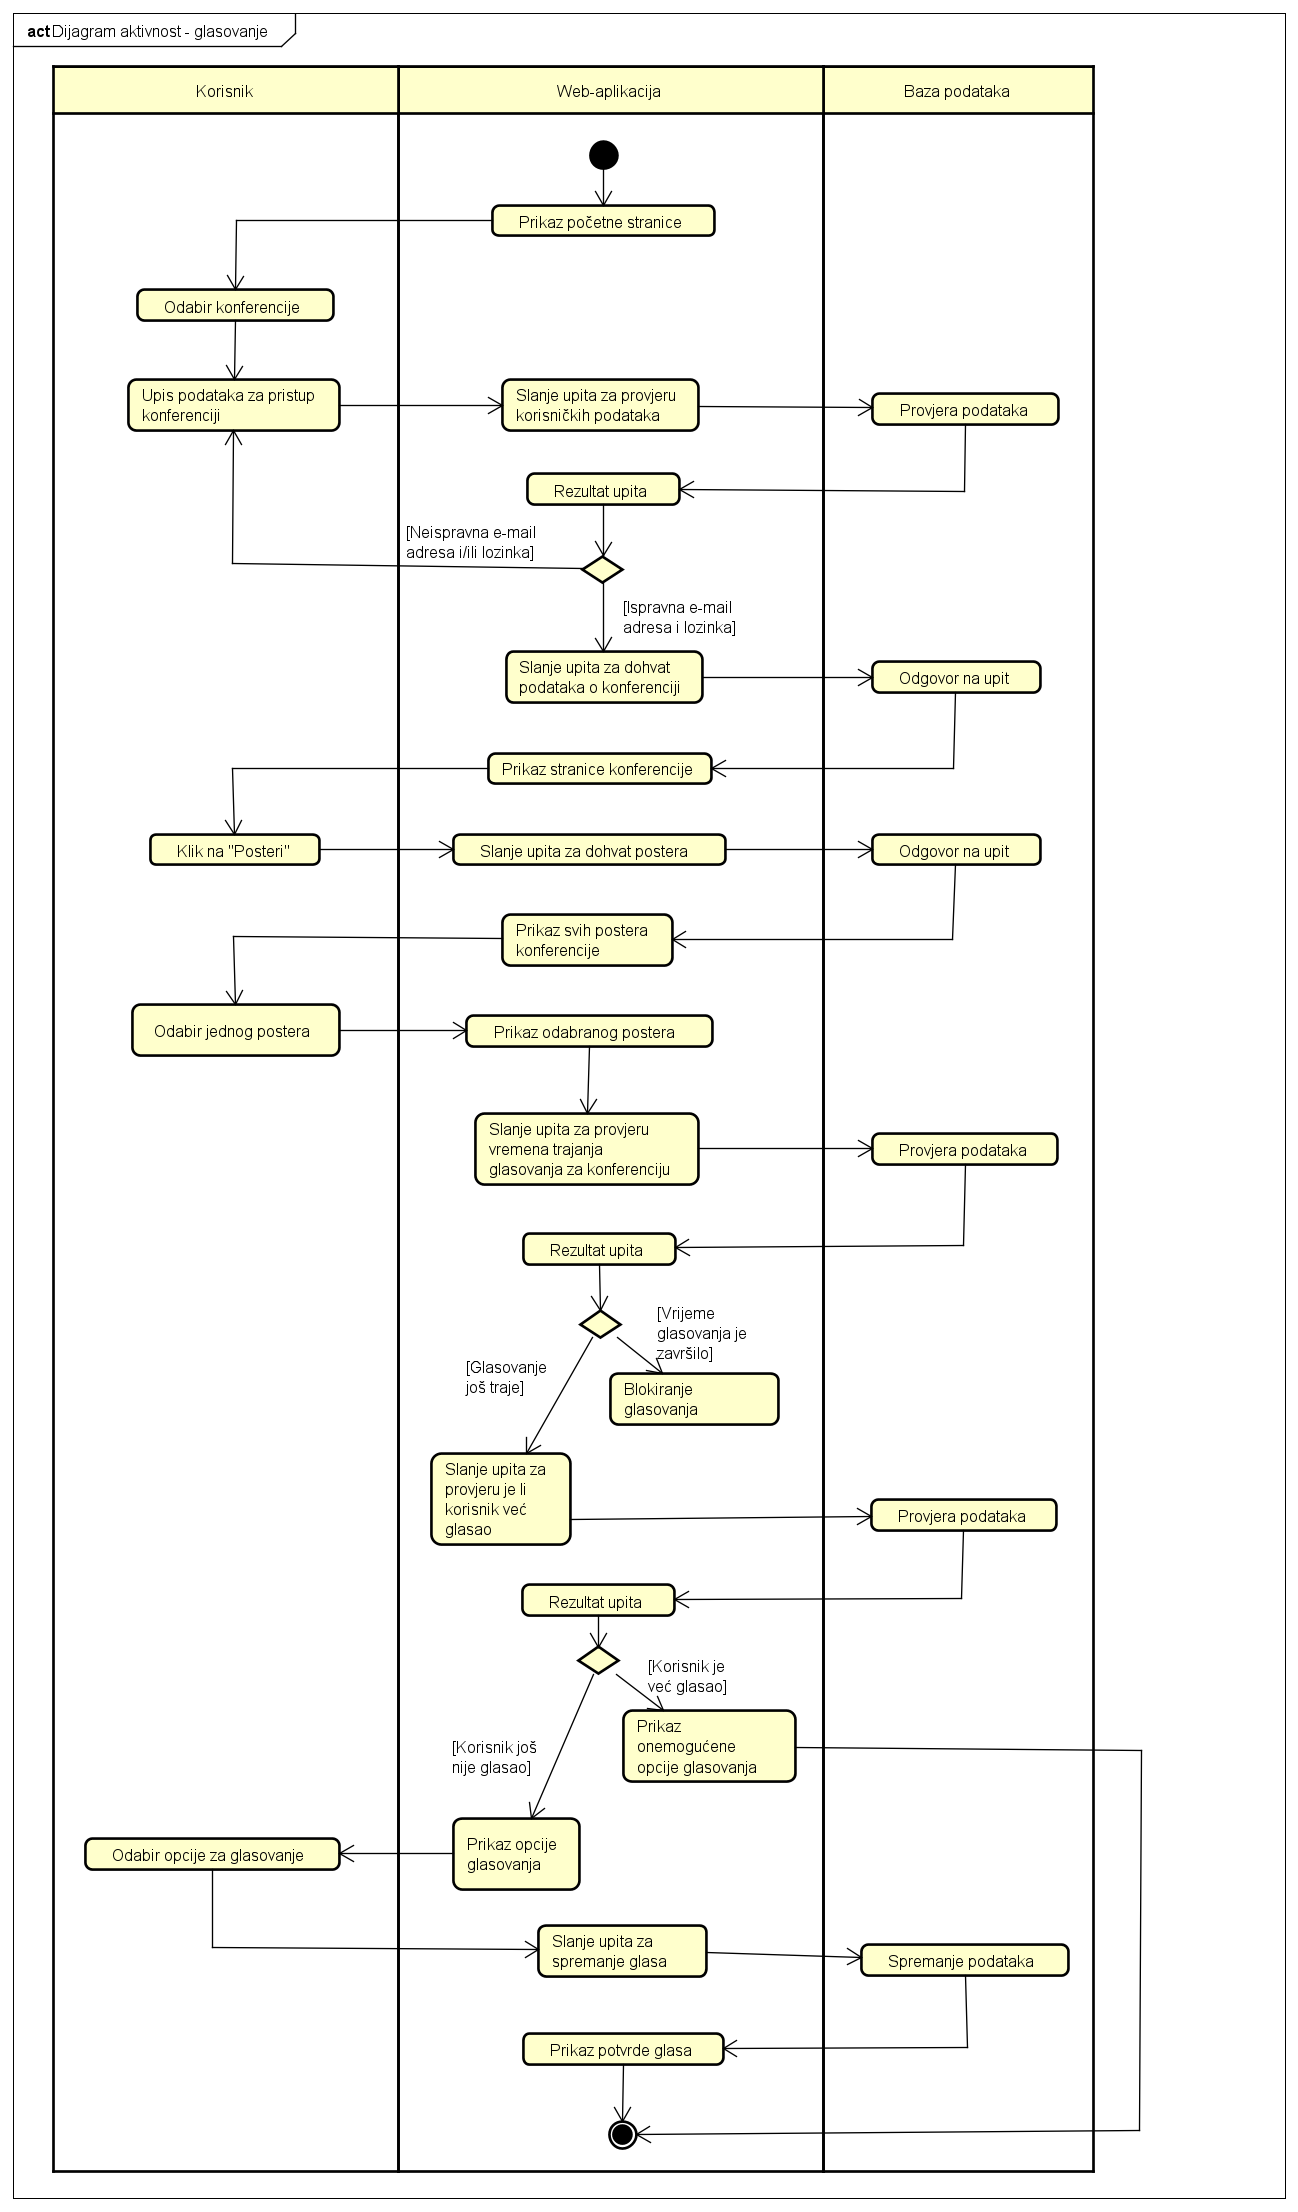 act Dijagram aktivnost - glasovanje
Korisnik
Web-aplikacija
Baza podataka
Prikaz početne stranice
Odabir konferencije
Upis podataka za pristup
konferenciji
Slanje upita za provjeru
korisničkih podataka
Provjera podataka
Rezultat upita
[Neispravna e-mail
adresa i/ili lozinka]
[Ispravna e-mail
adresa i lozinka]
Slanje upita za dohvat
podataka o konferenciji
Odgovor na upit
Prikaz stranice konferencije
Klik na "Posteri"
Slanje upita za dohvat postera
Odgovor na upit
Prikaz svih postera
konferencije
Odabir jednog postera
Prikaz odabranog postera
Slanje upita za provjeru
vremena trajanja
glasovanja za konferenciju
Provjera podataka
Rezultat upita
[Vrijeme
glasovanja je
završilo]
[Glasovanje
još traje]
Blokiranje
glasovanja
Slanje upita za
provjeru je li
korisnik već
glasao
Provjera podataka
Rezultat upita
[Korisnik je
već glasao]
Prikaz
onemogućene
opcije glasovanja
[Korisnik još
nije glasao]
Prikaz opcije
glasovanja
Odabir opcije za glasovanje
Slanje upita za
spremanje glasa
Spremanje podataka
Prikaz potvrde glasa